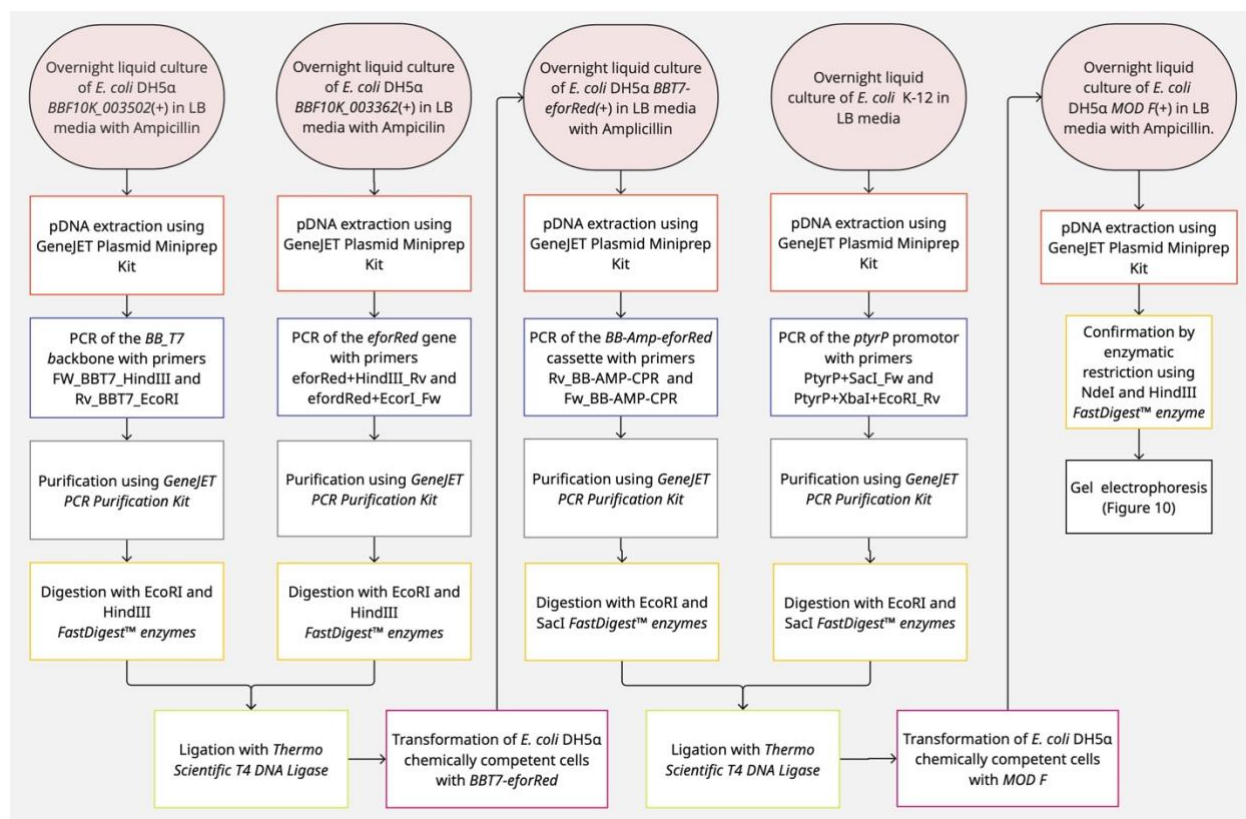 Overnight liquid culture
of E. coli DH5α
BBF10K_003502(+) in LB
media with Ampicillin
pDNA extraction using
GeneJET Plasmid Miniprep
Kit
PCR of the BB_T7
backbone with primers
FW_BBT7_HindIII and
Rv_BBT7_EcoRI
Purification using GeneJET
PCR Purification Kit
Digestion with EcoRI and
HindIII
FastDigest™ enzymes
Overnight liquid culture
of E. coli DH5α
BBF10K_003362(+) in LB
media with Ampicilin
pDNA extraction using
GeneJET Plasmid Miniprep
Kit
PCR of the eforRed gene
with primers
eforRed+HindIII_Rv and
efordRed+EcorI_Fw
Purification using GeneJET
PCR Purification Kit
Digestion with EcoRI and
HindIII
FastDigest™ enzymes
Ligation with Thermo
Scientific T4 DNA Ligase
Transformation of E. coli DH5α
chemically competent cells
with BBT7-eforRed
Overnight liquid culture
of E. coli DH5α BBT7-
eforRed(+) in LB media
with Amplicillin
pDNA extraction using
GeneJET Plasmid Miniprep
Kit
PCR of the BB-Amp-eforRed
cassette with primers
Rv_BB-AMP-CPR and
Fw_BB-AMP-CPR
Purification using GeneJET
PCR Purification Kit
Digestion with EcoRI and
SacI FastDigest™ enzymes
Overnight liquid
culture of E. coli K-12 in
LB media
pDNA extraction using
GeneJET Plasmid Miniprep
Kit
PCR of the ptyrP promotor
with primers
PtyrP+SacI_Fw and
PtyrP+XbaI+EcoRI_Rv
Purification using GeneJET
PCR Purification Kit
Digestion with EcoRI and
SacI FastDigest™ enzymes
Ligation with Thermo
Scientific T4 DNA Ligase
Transformation of E. coli DH5α
chemically competent cells
with MOD F
Overnight liquid
culture of E. coli
DH5α MOD F(+) in LB
media with Ampicillin.
pDNA extraction using
GeneJET Plasmid Miniprep
Kit
Confirmation by
enzymatic
restriction using
NdeI and HindIII
FastDigest™ enzyme
Gel electrophoresis
(Figure 10)